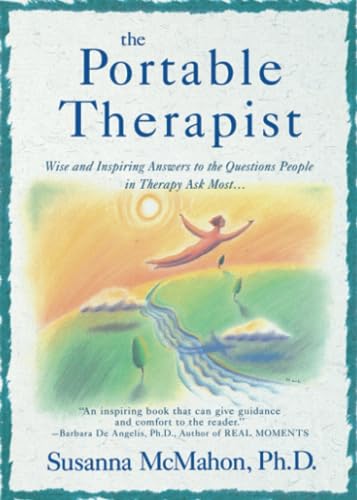 the
Portable
Therapist
Wise and Inspiring Answers to the Questions People
in Therapy Ask Most...
"An inspiring book that can give guidance
and comfort to the reader."
—Barbara De Angelis, Ph.D., Author of REAL MOMENTS
Susanna McMahon, Ph.D.